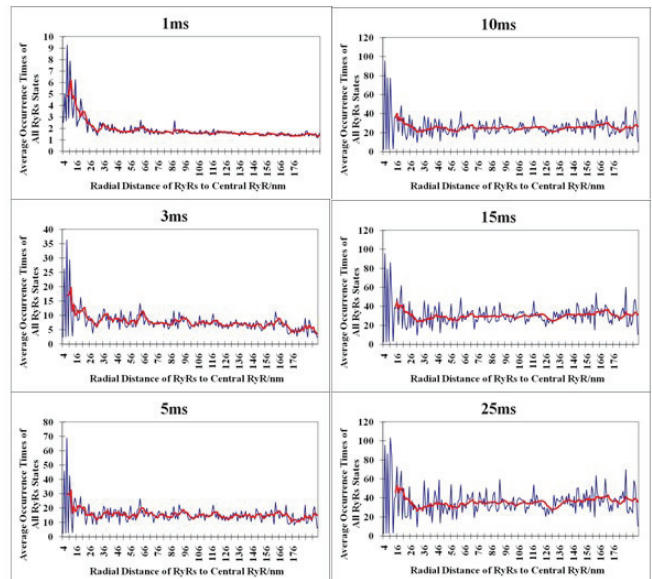 1ms
Average Occurrence Times of
All RyRs States
10
9
8
7
6
5
4
3
2
1
0
4 16 26 36 46 56 66 76 86 96 106 116 126 136 146 156 166 176
Radial Distance of RyRs to Central RyR/nm
10ms
Average Occurrence Times of
All RyRs States
120
100
80
60
40
20
0
4 16 26 36 46 56 66 76 86 96 106 116 126 136 146 156 166 176
Radial Distance of RyRs to Central RyR/nm
3ms
Average Occurrence Times of
All RyRs States
40
35
30
25
20
15
10
5
0
4 16 26 36 46 56 66 76 86 96 106 116 126 136 146 156 166 176
Radial Distance of RyRs to Central RyR/nm
15ms
Average Occurrence Times of
All RyRs States
120
100
80
60
40
20
0
4 16 26 36 46 56 66 76 86 96 106 116 126 136 146 156 166 176
Radial Distance of RyRs to Central RyR/nm
5ms
Average Occurrence Times of
All RyRs States
80
70
60
50
40
30
20
10
0
4 16 26 36 46 56 66 76 86 96 106 116 126 136 146 156 166 176
Radial Distance of RyRs to Central RyR/nm
25ms
Average Occurrence Times of
All RyRs States
120
100
80
60
40
20
0
4 16 26 36 46 56 66 76 86 96 106 116 126 136 146 156 166 176
Radial Distance of RyRs to Central RyR/nm